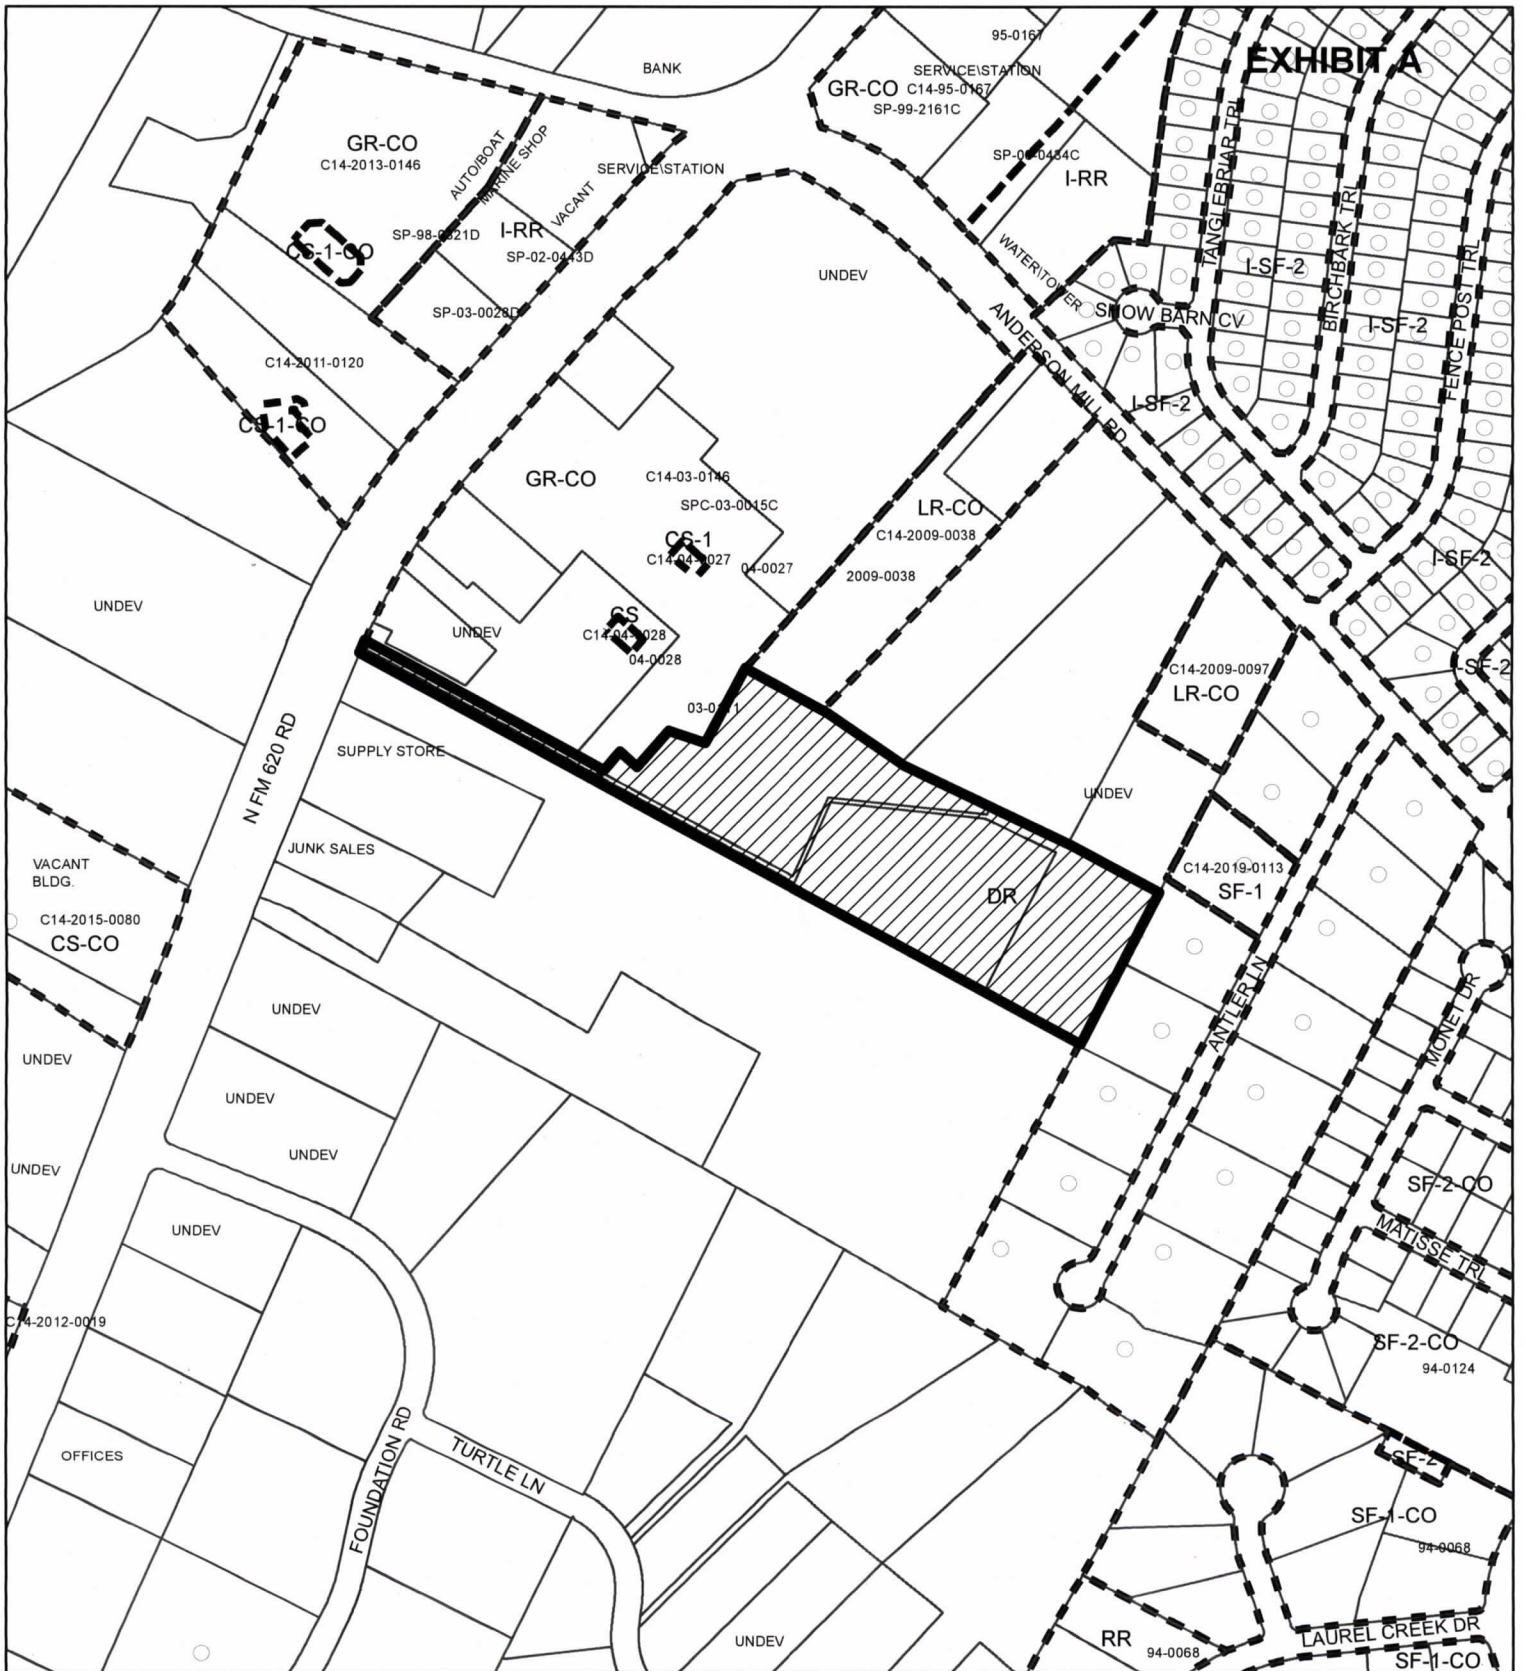 EXHIBIT A
95-0167
BANK
SERVICE\STATION
GR-CO
C14-95-0167
SP-99-2161C
GR-CO
C14-2013-0146
AUTO/BOAT
MARINE SHOP
SERVICE\STATION
VACANT
I-RR
TANGLEBRIAR TRL
BIRCHBARK TRL
FENCE POST TRL
CS-1-CO
I-RR
SP-02-0443D
WATER\TOWER
UNDEV
I-SF-2
SHOW BARN CV
I-SF-2
ANDERSON MILL RD
C14-2011-0120
I-SF-2
CS-1-CO
GR-CO
C14-03-0146
SPC-03-0015C
LR-CO
C14-2009-0038
CS-1
04-0027
2009-0038
I-SF-2
UNDEV
UNDEV
CS
04-0028
C14-2009-0097
LR-CO
I-SF-2
N FM 620 RD
SUPPLY STORE
UNDEV
JUNK SALES
VACANT
BLDG.
C14-2015-0080
CS-CO
C14-2019-0113
SF-1
DR
ANTLER LN
MONET DR
UNDEV
UNDEV
UNDEV
UNDEV
UNDEV
UNDEV
SF-2-CO
MATISSE TRL
SF-2-CO
94-0124
OFFICES
FOUNDATION RD
TURTLE LN
SF-2
SF-1-CO
94-0068
UNDEV
RR
94-0068
LAUREL CREEK DR
SF-1-CO